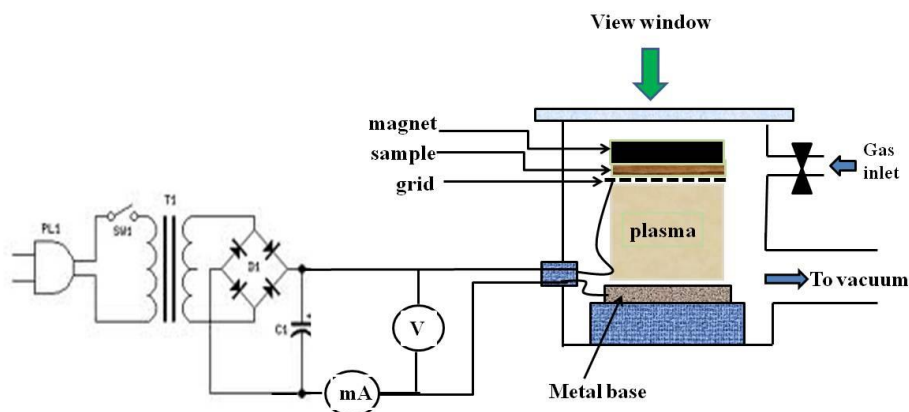 View window
magnet
sample
grid
Gas
inlet
plasma
To vacuum
Metal base
PL1
SW1
T1
D1
C1
+
V
mA